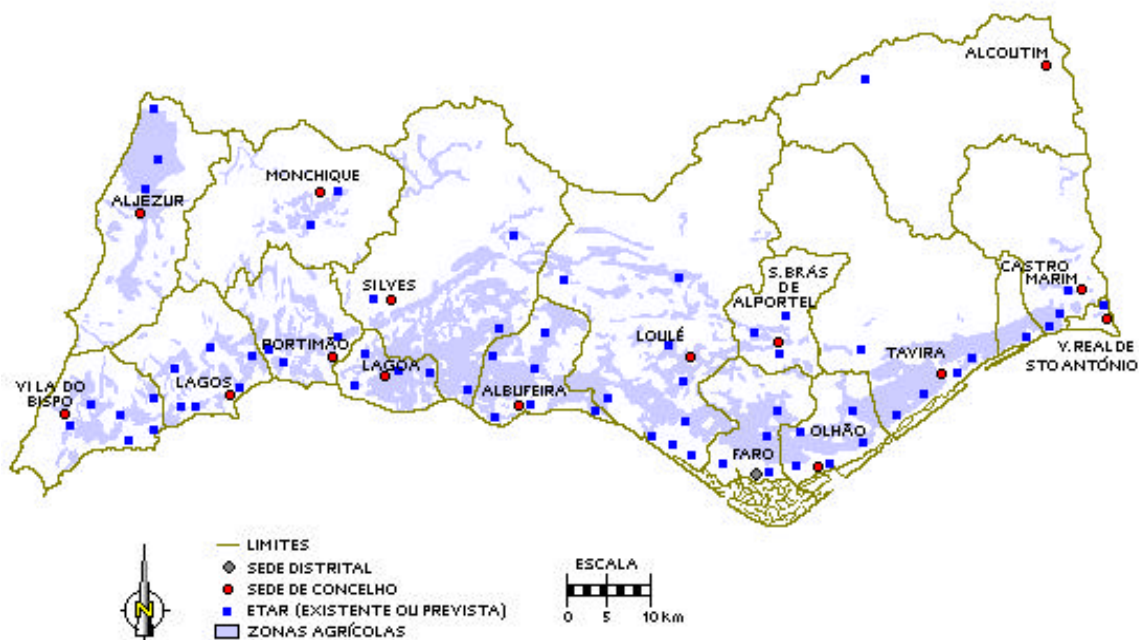 ALCOUTIM
MONCHIQUE
ALJEZUR
CASTRO
MARIM
S. BRÁS
DE
ALPORTEL
SILVES
LOULÉ
PORTIMÃO
LAGOA
TAVIRA
V. REAL DE
STO ANTÓNIO
VILA DO
BISPO
LAGOS
ALBUFEIRA
OLHÃO
FARO
LIMITES
SEDE DISTRITAL
SEDE DE CONCELHO
ETAR (EXISTENTE OU PREVISTA)
ZONAS AGRÍCOLAS
N
ESCALA
0 5 10 km